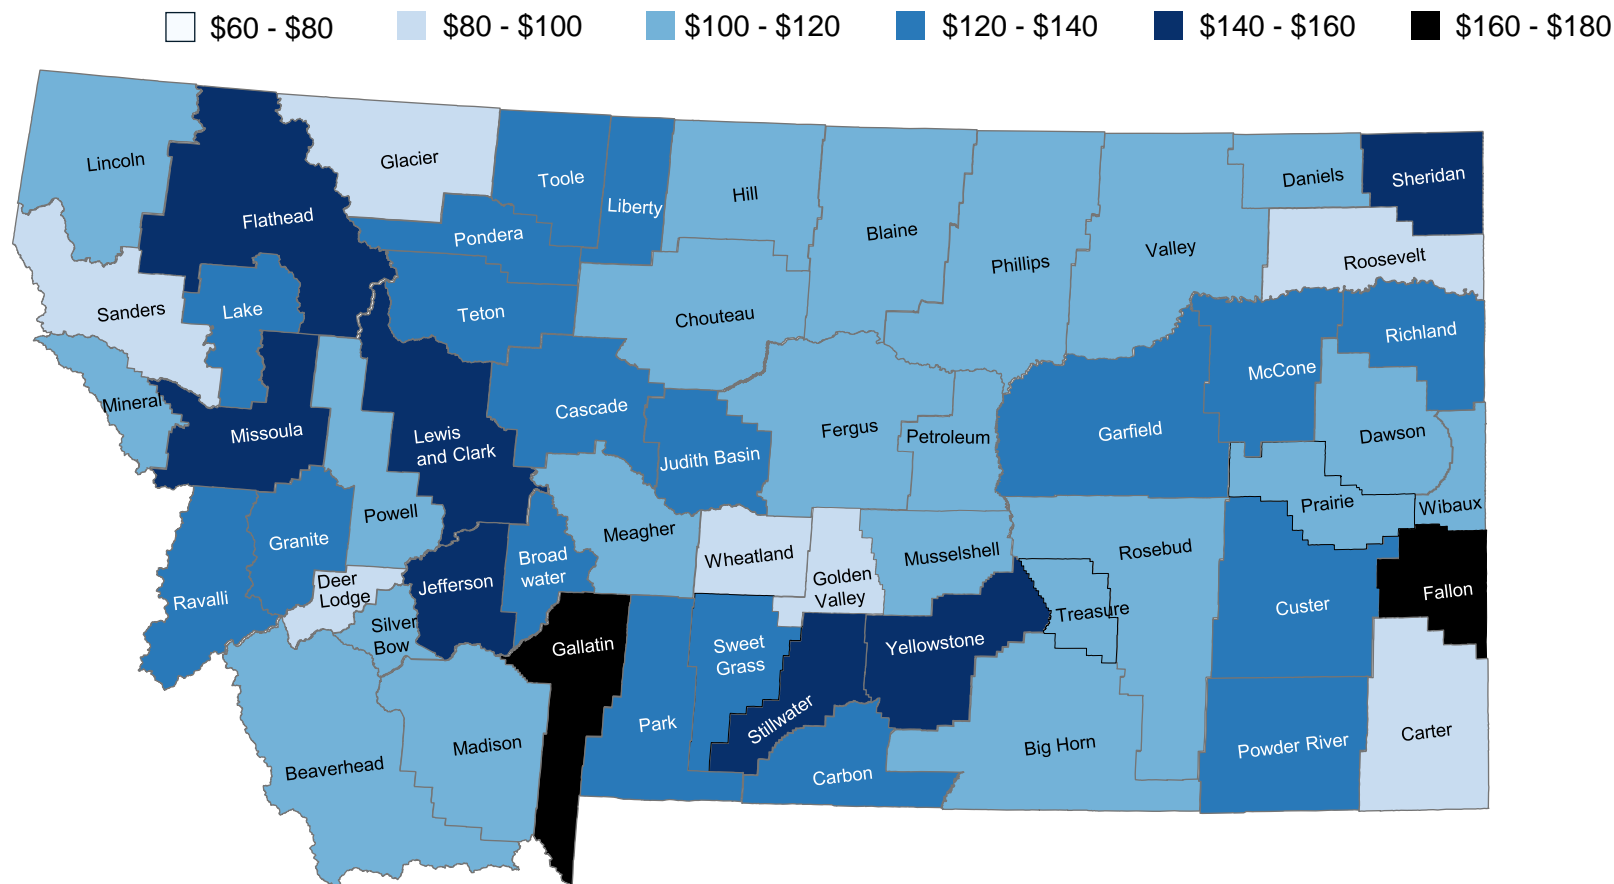 $60 - $80
$80 - $100
$100 - $120
$120 - $140
$140 - $160
$160 - $180
Lincoln
Glacier
Flathead
Toole
Liberty
Hill
Blaine
Phillips
Valley
Daniels
Sheridan
Roosevelt
Pondera
Sanders
Lake
Teton
Chouteau
Richland
McCone
Mineral
Missoula
Lewis
and Clark
Cascade
Judith Basin
Fergus
Petroleum
Garfield
Dawson
Prairie
Wibaux
Powell
Granite
Ravalli
Deer
Lodge
Jefferson
Broad
water
Meagher
Wheatland
Golden
Valley
Musselshell
Rosebud
Treasure
Custer
Fallon
Silver
Bow
Gallatin
Sweet
Grass
Yellowstone
Stillwater
Park
Madison
Beaverhead
Carbon
Big Horn
Powder River
Carter